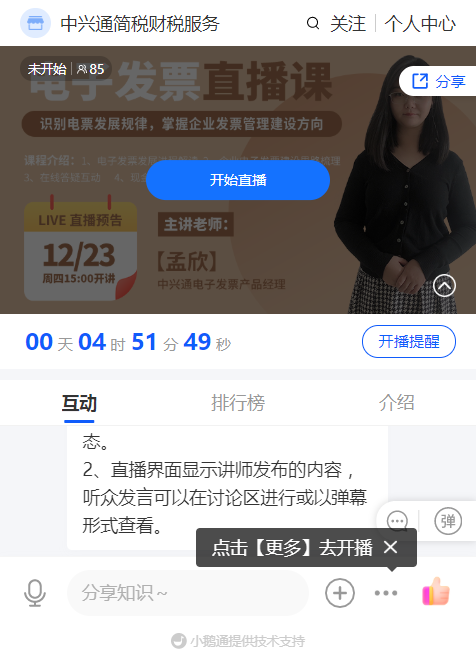 中兴通简税财税服务
关注
个人中心
未开始 85
电子发票直播课
分享
识别电票发展规律，掌握企业发票管理建设方向
课程介绍：1、电子发票发展
3、在线答疑互动 4、
开始直播
LIVE 直播预告
12/23
周四15:00开讲
主讲老师：
【孟欣】
中兴通电子发票产品经理
00 天 04 时 51 分 49 秒
开播提醒
互动
排行榜
介绍
态。
2、直播界面显示讲师发布的内容，
听众发言可以在讨论区进行或以弹幕
形式查看。
弹
点击【更多】去开播
分享知识～
小鹅通提供技术支持